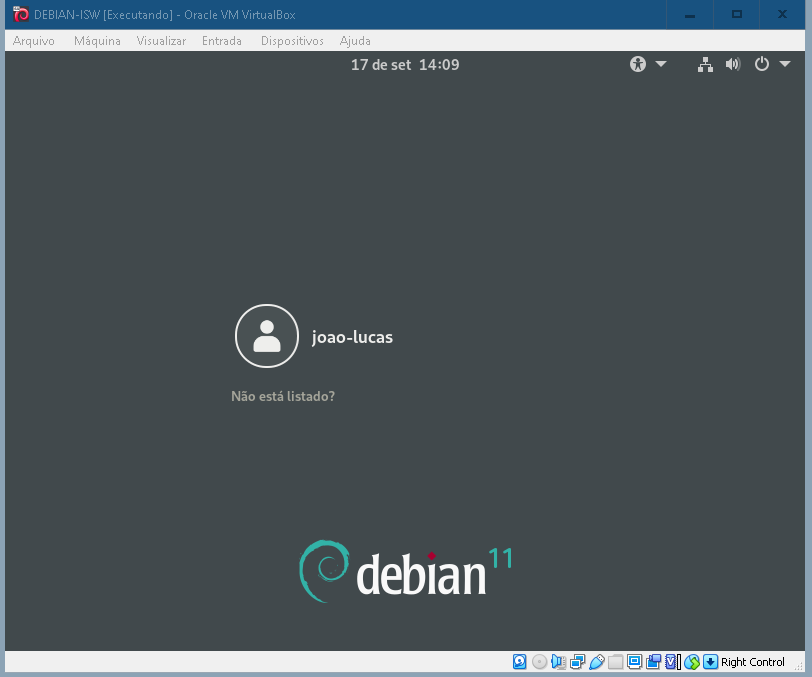 DEBIAN-ISW [Executando] - Oracle VM VirtualBox
Arquivo Máquina Visualizar Entrada Dispositivos Ajuda
17 de set 14:09
joao-lucas
Não está listado?
debian 11
Right Control